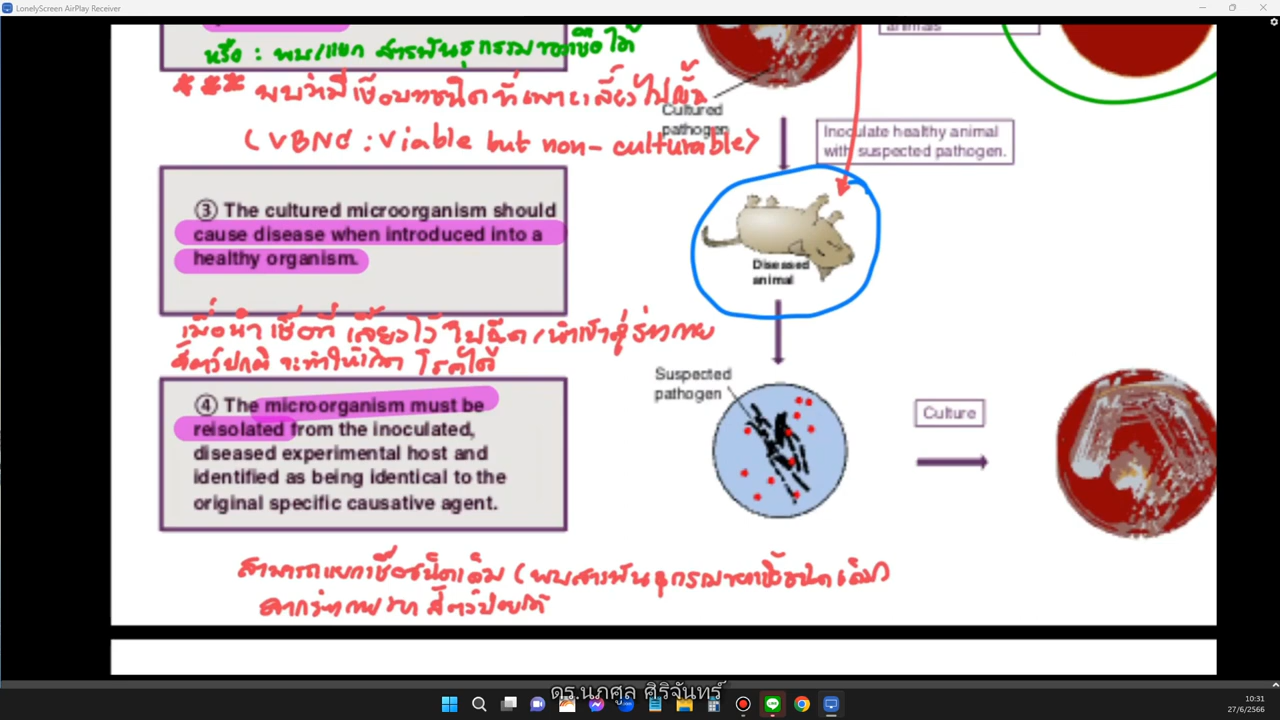 LonelyScreen AirPlay Receiver
หรือ : พบ/แยก สารพันธุกรรมของเชื้อได้
animals
*** พบว่ามีเชื้อบางชนิดที่เพาะเลี้ยงไม่ขึ้น
Cultured
pathogen
(VBNC : Viable but non-culturable)
Inoculate healthy animal
with suspected pathogen.
③ The cultured microorganism should
cause disease when introduced into a
healthy organism.
Diseased
animal
เมื่อนำเชื้อที่เลี้ยงไว้ ไปฉีด/นำเข้าสู่ร่างกาย
สัตว์ปกติ จะทำให้เกิดโรคได้
Suspected
pathogen
④ The microorganism must be
reisolated from the inoculated,
diseased experimental host and
identified as being identical to the
original specific causative agent.
Culture
สามารถแยกเชื้อชนิดเดิม (พบสารพันธุกรรมของเชื้อชนิดเดิม)
จากร่างกายของสัตว์ป่วยได้
ดร.นภศูล ศิริจันทร์
10:31
27/6/2566